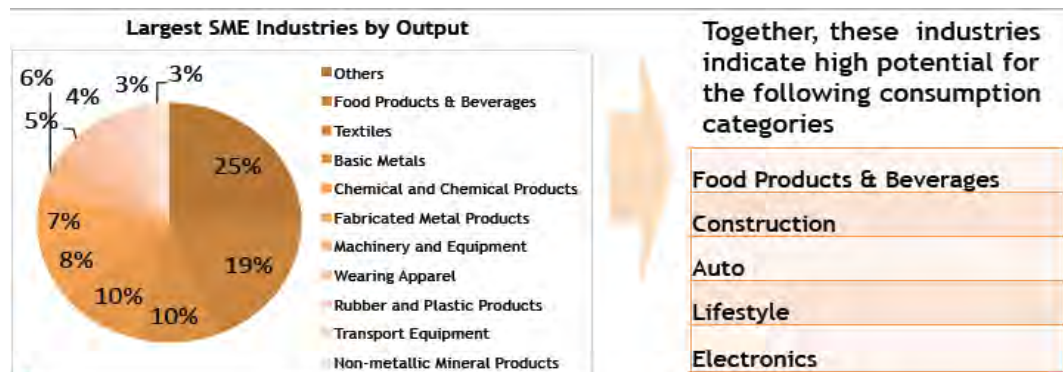 Largest SME Industries by Output
6%
4%
3%
3%
5%
25%
7%
8%
19%
10%
10%
Others
Food Products & Beverages
Textiles
Basic Metals
Chemical and Chemical Products
Fabricated Metal Products
Machinery and Equipment
Wearing Apparel
Rubber and Plastic Products
Transport Equipment
Non-metallic Mineral Products
Together, these industries
indicate high potential for
the following consumption
categories
Food Products & Beverages
Construction
Auto
Lifestyle
Electronics